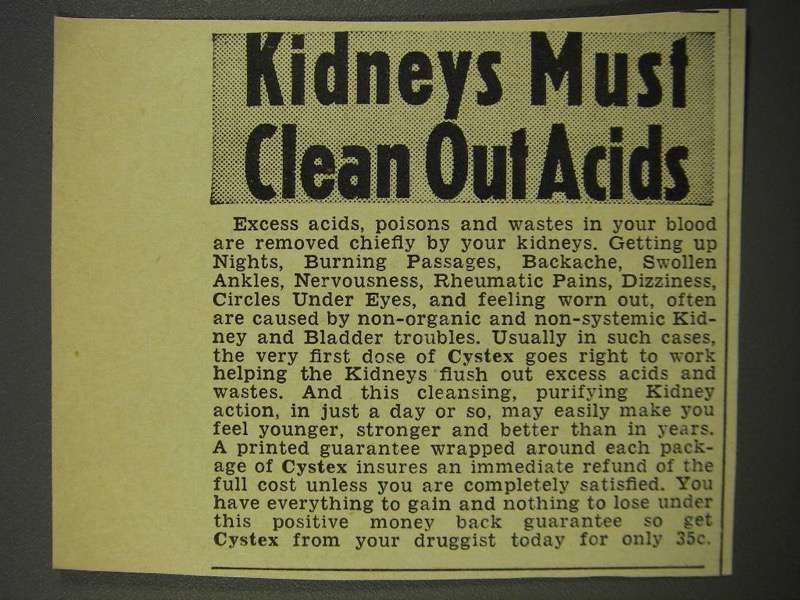 Kidneys Must
Clean Out Acids
Excess acids, poisons and wastes in your blood
are removed chiefly by your kidneys. Getting up
Nights, Burning Passages, Backache, Swollen
Ankles, Nervousness, Rheumatic Pains, Dizziness,
Circles Under Eyes, and feeling worn out, often
are caused by non-organic and non-systemic Kid-
ney and Bladder troubles. Usually in such cases,
the very first dose of Cystex goes right to work
helping the Kidneys flush out excess acids and
wastes. And this cleansing, purifying Kidney
action, in just a day or so, may easily make you
feel younger, stronger and better than in years.
A printed guarantee wrapped around each pack-
age of Cystex insures an immediate refund of the
full cost unless you are completely satisfied. You
have everything to gain and nothing to lose under
this positive money back guarantee so get
Cystex from your druggist today for only 35c.